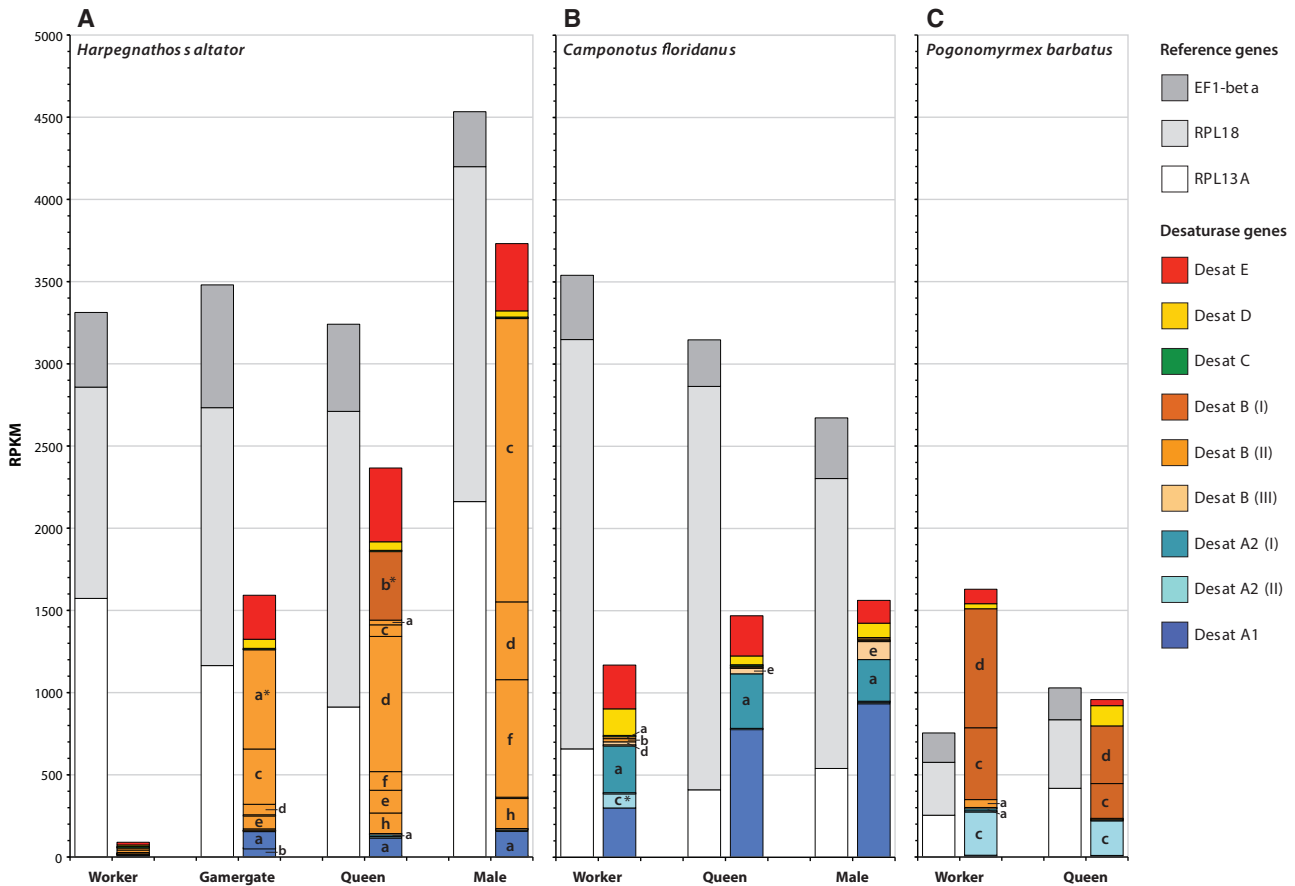 A
B
C
Harpegnathos s altator
Camponotus floridanus
Pogonomyrmex barbatus
RPKM
5000
4500
4000
3500
3000
2500
2000
1500
1000
500
0
a*
c
d
e
a
b
b*
a
c
d
f
e
h
a
a
c
d
f
h
a
a
b
d
a
c*
e
a
e
a
d
c
a
a
c
d
c
c
Worker
Gamergate
Queen
Male
Worker
Queen
Male
Worker
Queen
Reference genes
EF1-beta
RPL18
RPL13A
Desaturase genes
Desat E
Desat D
Desat C
Desat B (I)
Desat B (II)
Desat B (III)
Desat A2 (I)
Desat A2 (II)
Desat A1